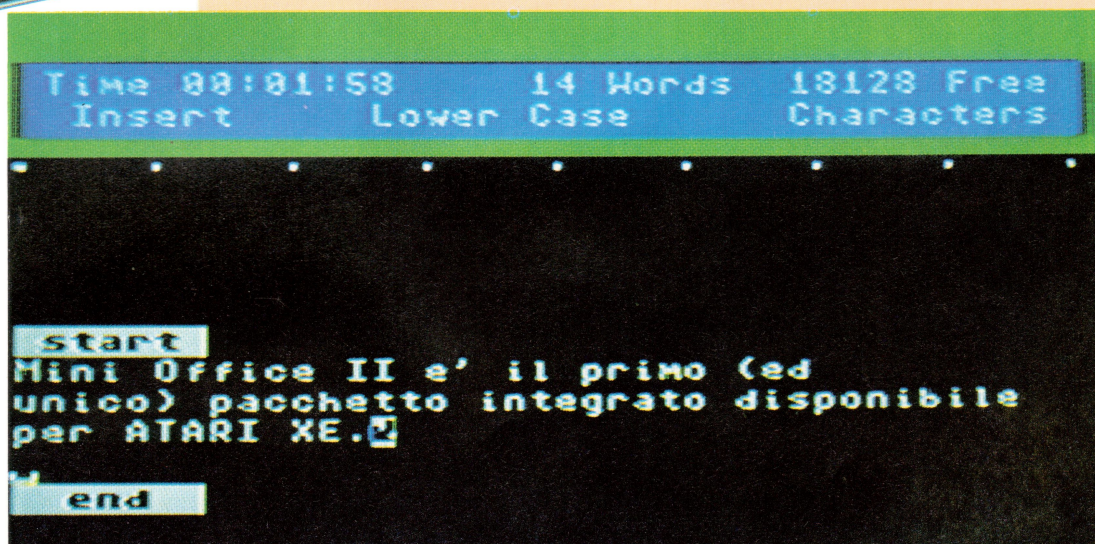 Time 00:01:58 14 Words 18128 Free
Insert Lower Case Characters
start
Mini Office II e' il primo (ed
unico) pacchetto integrato disponibile
per ATARI XE.
end